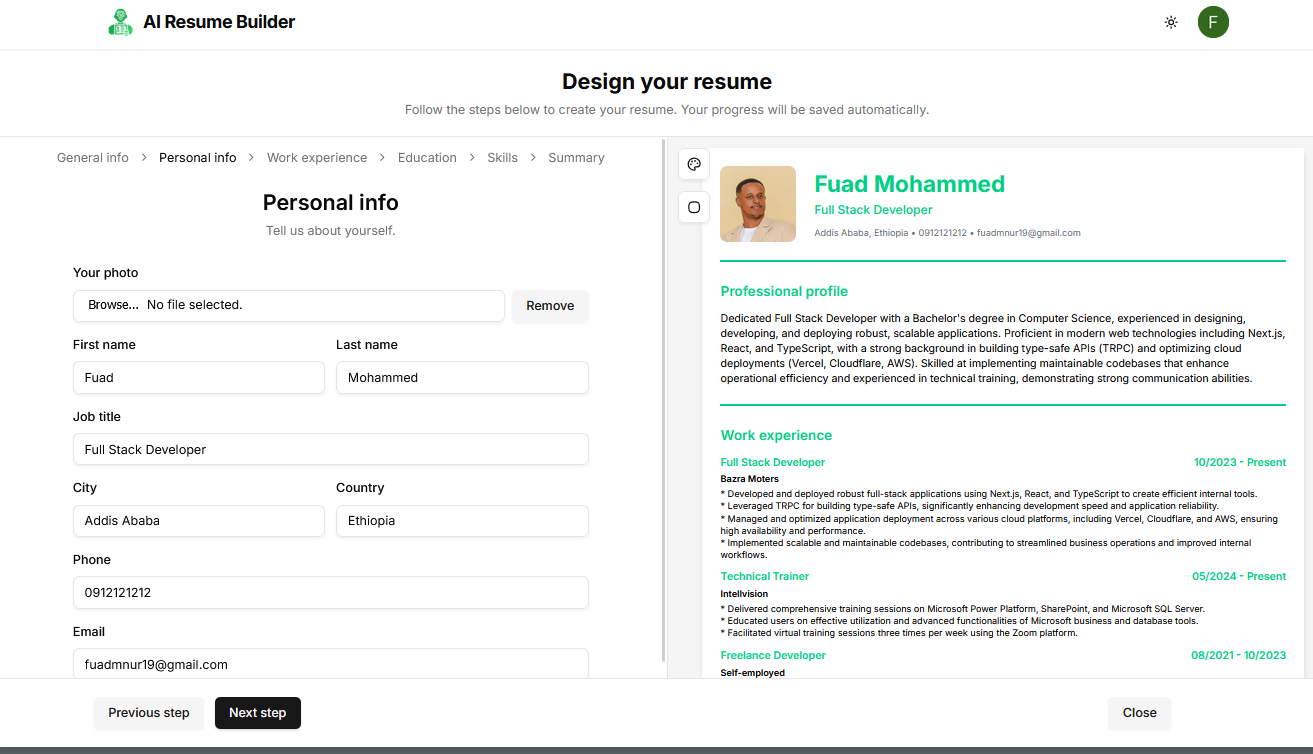 AI Resume Builder
F
Design your resume
Follow the steps below to create your resume. Your progress will be saved automatically.
General info > Personal info > Work experience > Education > Skills > Summary
Personal info
Tell us about yourself.
Your photo
Browse... No file selected.
Remove
First name
Last name
Fuad
Mohammed
Job title
Full Stack Developer
City
Country
Addis Ababa
Ethiopia
Phone
0912121212
Email
fuadmnur19@gmail.com
Previous step
Next step
Fuad Mohammed
Full Stack Developer
Addis Ababa, Ethiopia • 0912121212 • fuadmnur19@gmail.com
Professional profile
Dedicated Full Stack Developer with a Bachelor's degree in Computer Science, experienced in designing,
developing, and deploying robust, scalable applications. Proficient in modern web technologies including Next.js,
React, and TypeScript, with a strong background in building type-safe APIs (TRPC) and optimizing cloud
deployments (Vercel, Cloudflare, AWS). Skilled at implementing maintainable codebases that enhance
operational efficiency and experienced in technical training, demonstrating strong communication abilities.
Work experience
Full Stack Developer 10/2023 - Present
Bazra Moters
* Developed and deployed robust full-stack applications using Next.js, React, and TypeScript to create efficient internal tools.
* Leveraged TRPC for building type-safe APIs, significantly enhancing development speed and application reliability.
* Managed and optimized application deployment across various cloud platforms, including Vercel, Cloudflare, and AWS, ensuring
high availability and performance.
* Implemented scalable and maintainable codebases, contributing to streamlined business operations and improved internal
workflows.
Technical Trainer 05/2024 - Present
Intellvision
* Delivered comprehensive training sessions on Microsoft Power Platform, SharePoint, and Microsoft SQL Server.
* Educated users on effective utilization and advanced functionalities of Microsoft business and database tools.
* Facilitated virtual training sessions three times per week using the Zoom platform.
Freelance Developer 08/2021 - 10/2023
Self-employed
Close